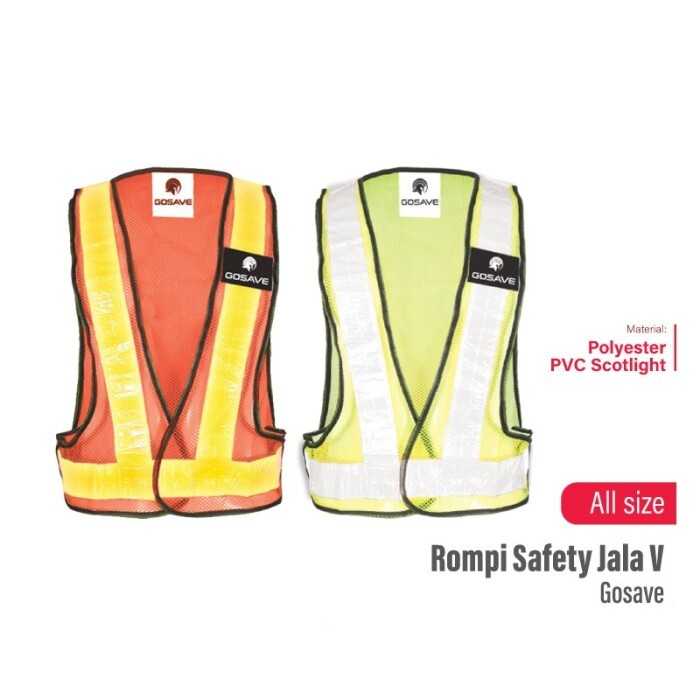 GOSAVE
GOSAVE
GOSAVE
GOSAVE
Material:
Polyester
PVC Scotlight
All size
Rompi Safety Jala V
Gosave